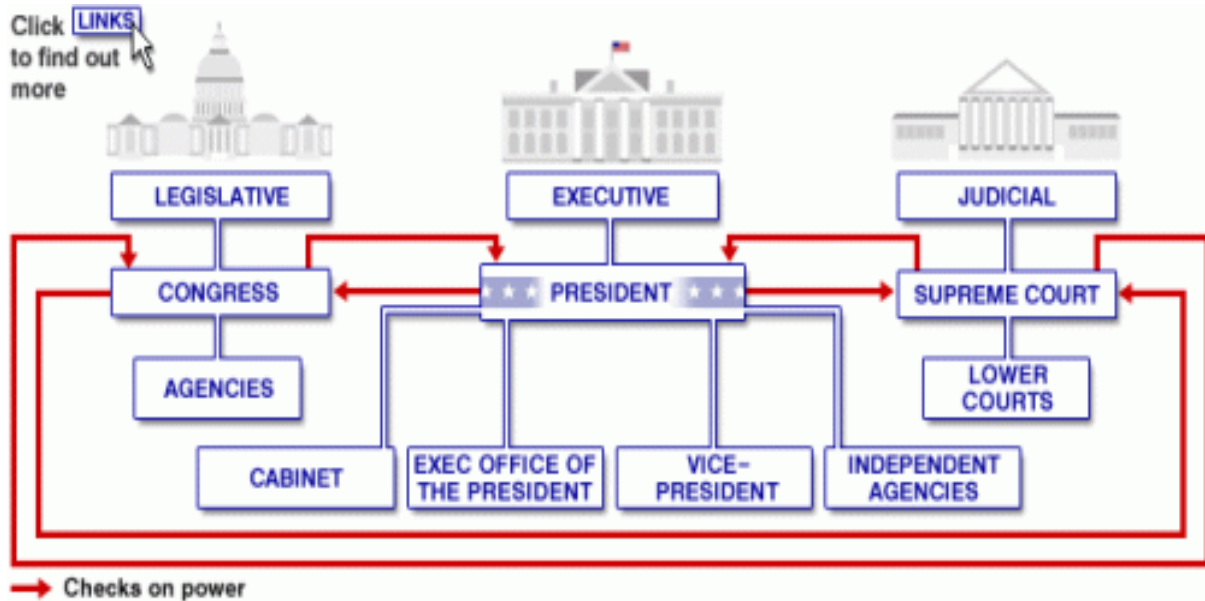 Click LINKS
to find out
more
LEGISLATIVE
EXECUTIVE
JUDICIAL
CONGRESS
PRESIDENT
SUPREME COURT
AGENCIES
LOWER
COURTS
CABINET
EXEC OFFICE OF
THE PRESIDENT
VICE-
PRESIDENT
INDEPENDENT
AGENCIES
Checks on power